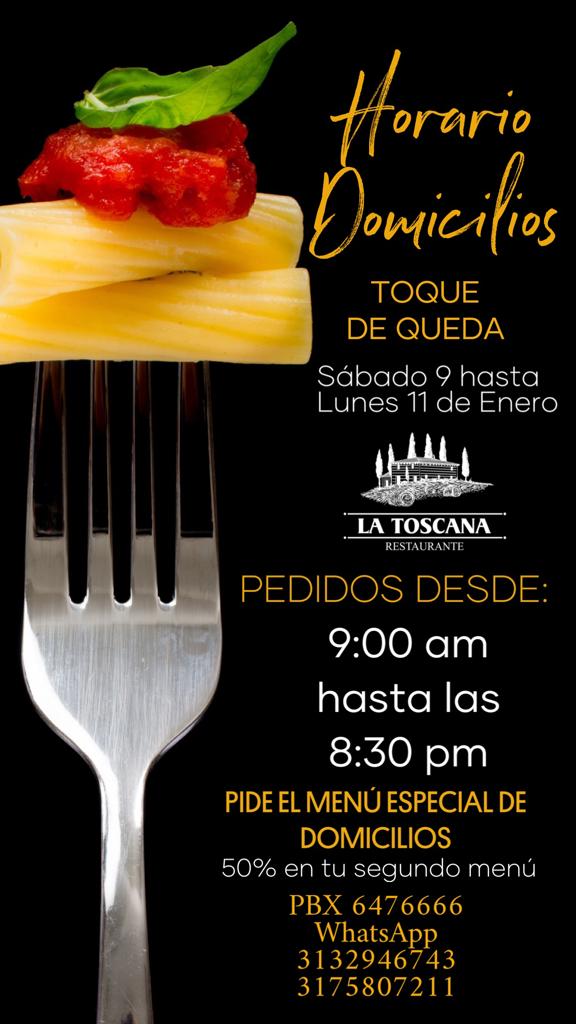 Horario
Domicilios
TOQUE
DE QUEDA
Sábado 9 hasta
Lunes 11 de Enero
LA TOSCANA
RESTAURANTE
PEDIDOS DESDE:
9:00 am
hasta las
8:30 pm
PIDE EL MENÚ ESPECIAL DE
DOMICILIOS
50% en tu segundo menú
PBX 6476666
WhatsApp
3132946743
3175807211